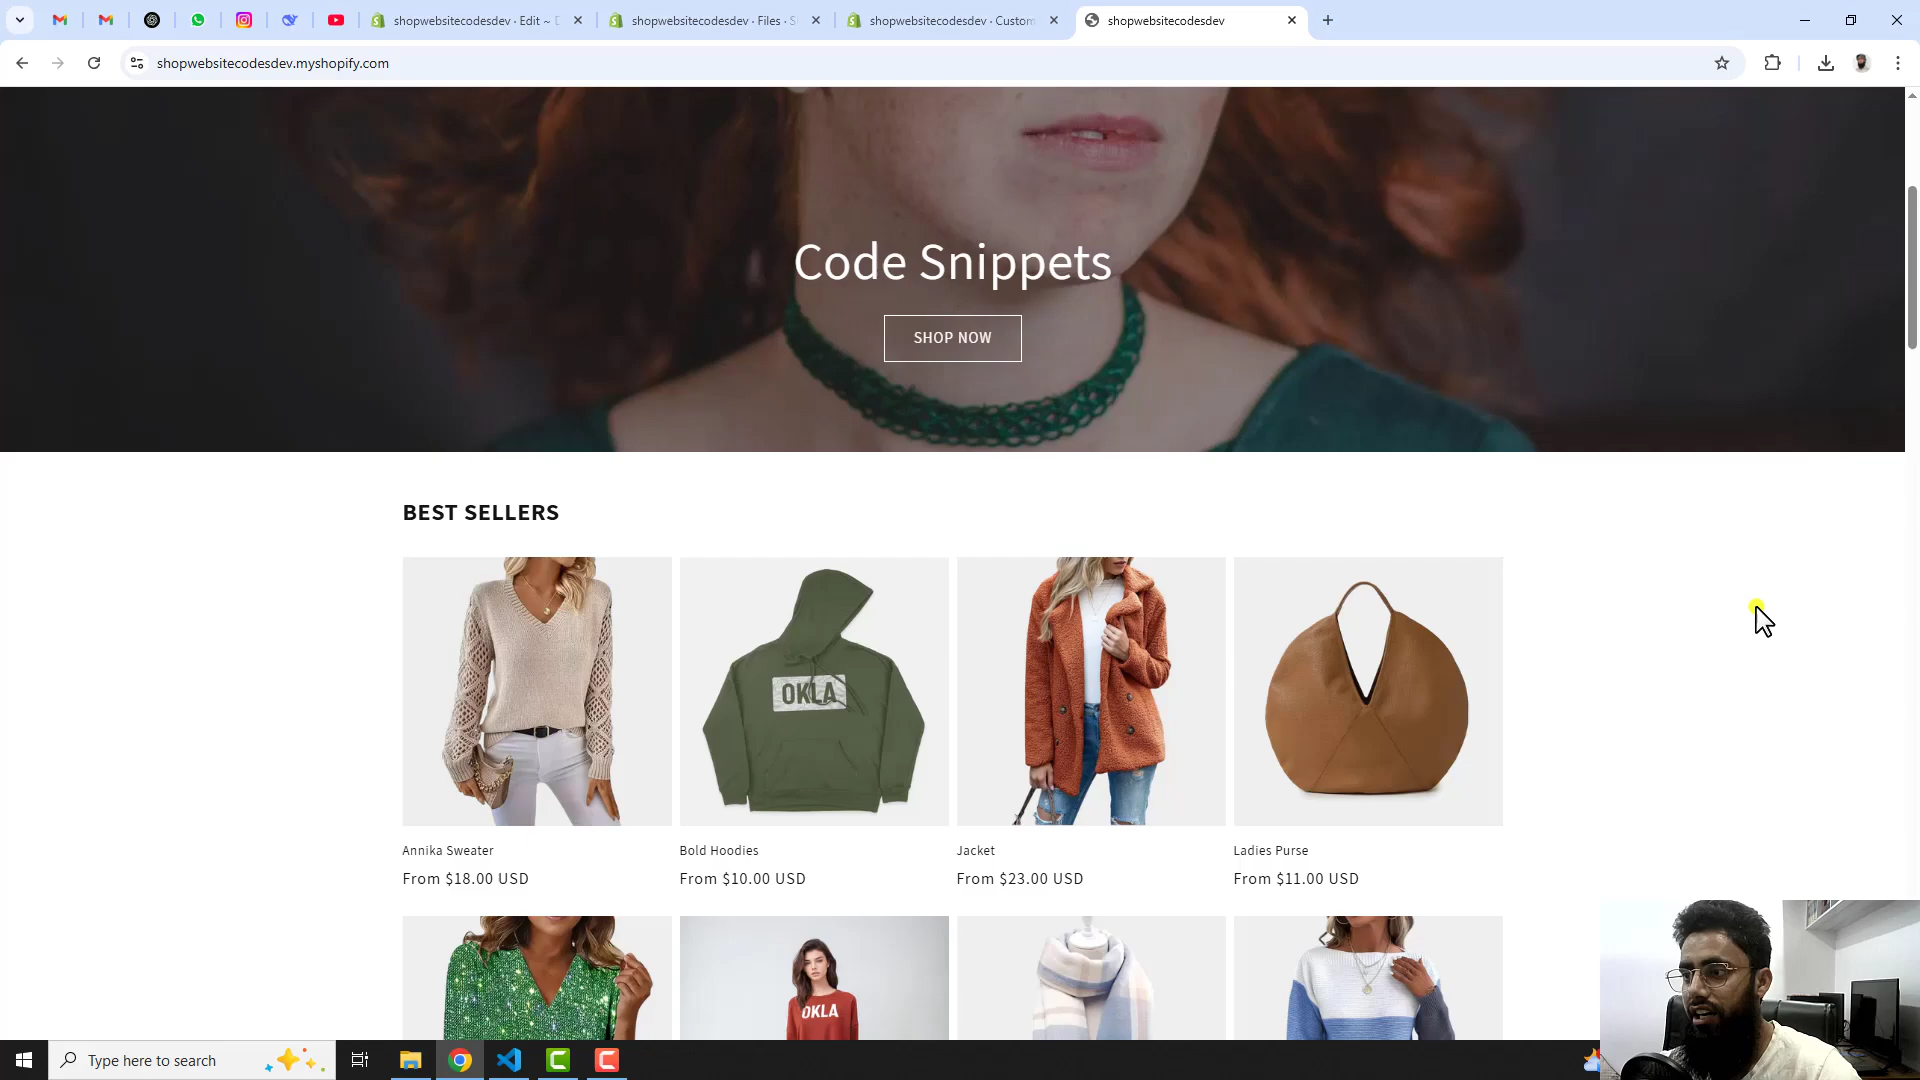 shopwebsitecodesdev · Edit ~
shopwebsitecodesdev · Files · S
shopwebsitecodesdev · Custom
shopwebsitecodesdev
shopwebsitecodesdev.myshopify.com
Code Snippets
SHOP NOW
BEST SELLERS
OKLA
Annika Sweater
Bold Hoodies
Jacket
Ladies Purse
From $18.00 USD
From $10.00 USD
From $23.00 USD
From $11.00 USD
OKLA
Type here to search